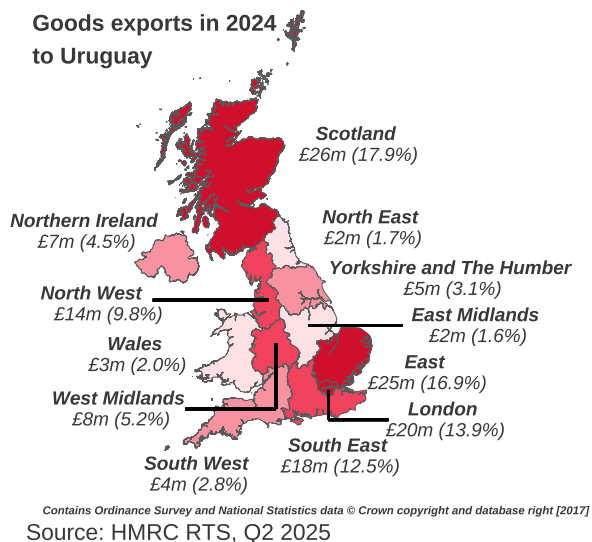 Goods exports in 2024
to Uruguay
Scotland
£26m (17.9%)
Northern Ireland
£7m (4.5%)
North East
£2m (1.7%)
Yorkshire and The Humber
£5m (3.1%)
North West
£14m (9.8%)
East Midlands
£2m (1.6%)
Wales
£3m (2.0%)
East
£25m (16.9%)
West Midlands
£8m (5.2%)
London
£20m (13.9%)
South East
£18m (12.5%)
South West
£4m (2.8%)
Contains Ordinance Survey and National Statistics data © Crown copyright and database right [2017]
Source: HMRC RTS, Q2 2025